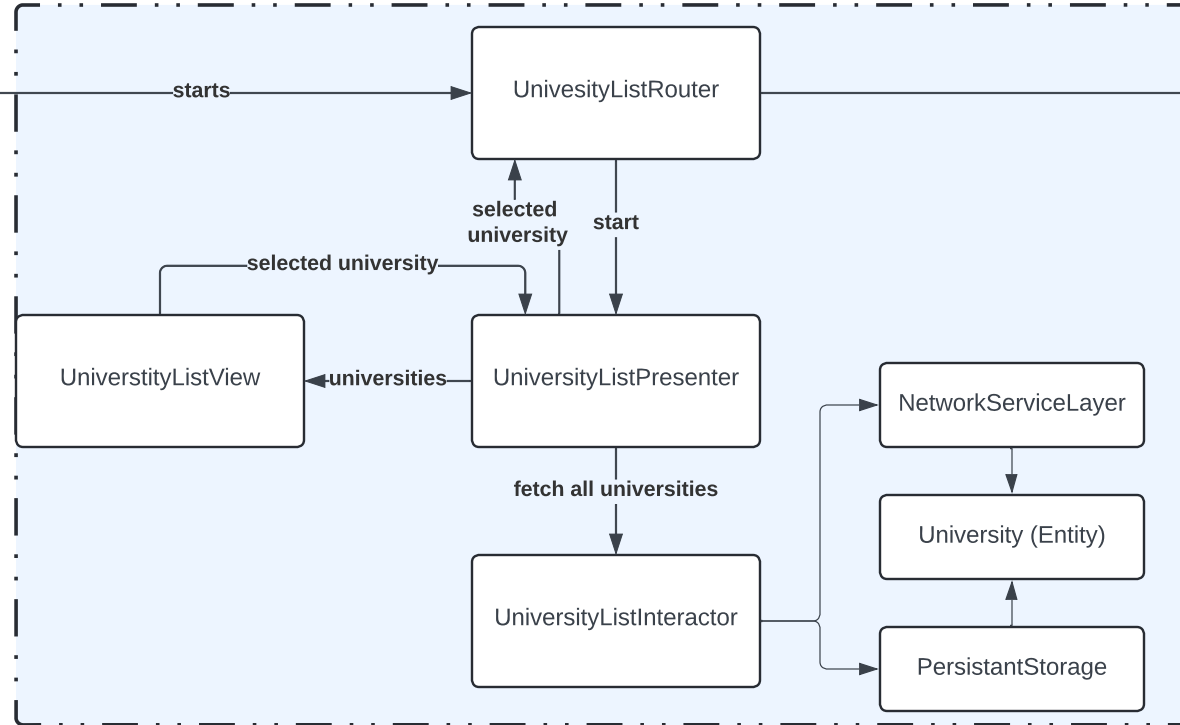 UnivesityListRouter
starts
selected
university
start
selected university
UniverstityListView
universities
UniversityListPresenter
NetworkServiceLayer
fetch all universities
University (Entity)
UniversityListInteractor
PersistantStorage